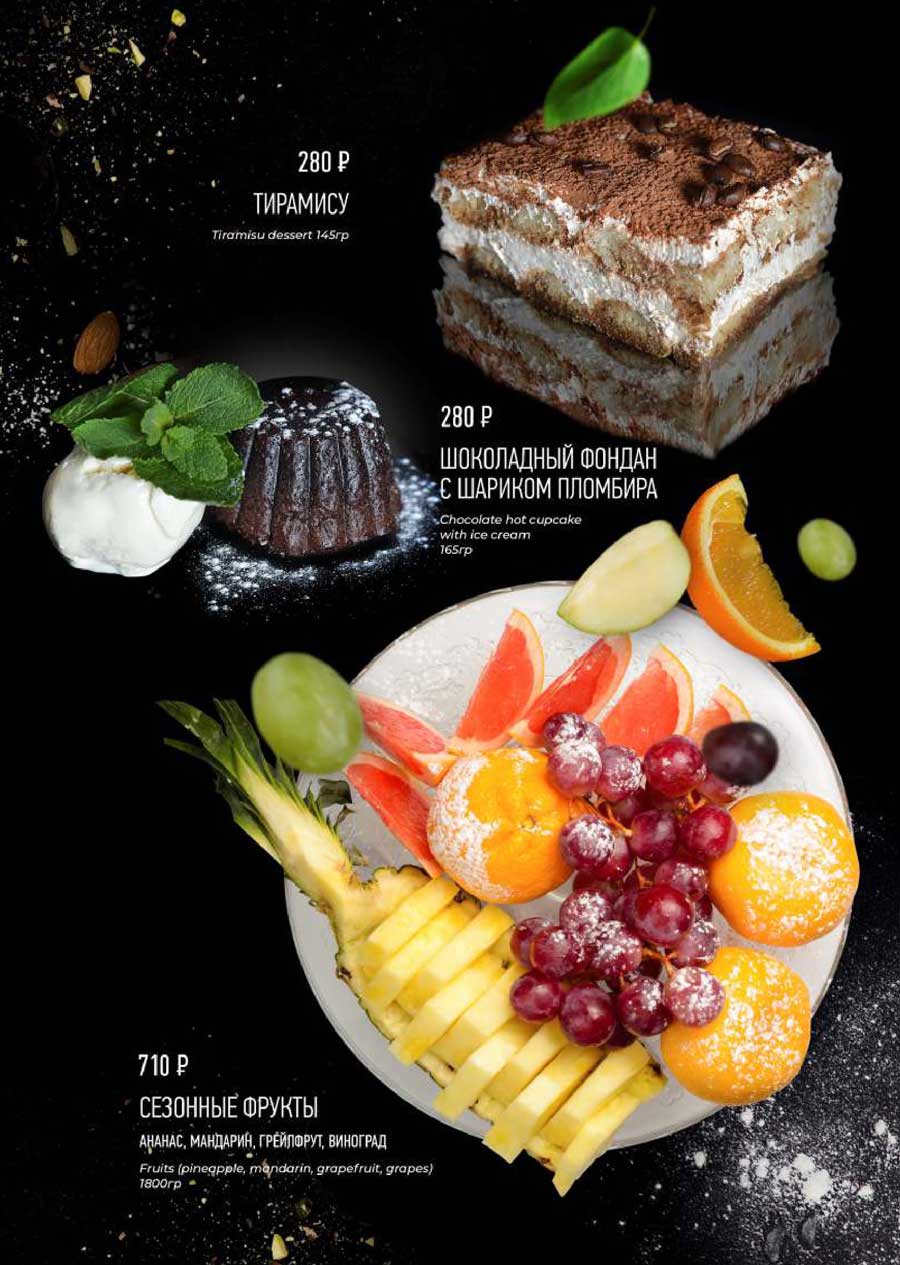 280 ₽
ТИРАМИСУ
Tiramisu dessert 145гр
280 ₽
ШОКОЛАДНЫЙ ФОНДАН
С ШАРИКОМ ПЛОМБИРА
Chocolate hot cupcake
with ice cream
165гр
710 ₽
СЕЗОННЫЕ ФРУКТЫ
АНАНАС, МАНДАРИН, ГРЕЙПФРУТ, ВИНОГРАД
Fruits (pineapple, mandarin, grapefruit, grapes)
1800гр